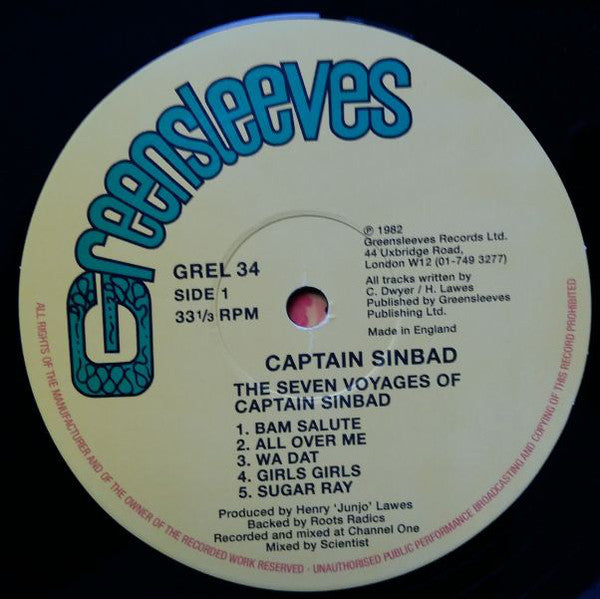 Greensleeves
GREL 34
SIDE 1
33 1/3 RPM
℗ 1982
Greensleeves Records Ltd.
44 Uxbridge Road,
London W12 (01-749 3277)
All tracks written by
C. Dwyer / H. Lawes
Published by Greensleeves
Publishing Ltd.
Made in England
CAPTAIN SINBAD
THE SEVEN VOYAGES OF
CAPTAIN SINBAD
1. BAM SALUTE
2. ALL OVER ME
3. WA DAT
4. GIRLS GIRLS
5. SUGAR RAY
Produced by Henry 'Junjo' Lawes
Backed by Roots Radics
Recorded and mixed at Channel One
Mixed by Scientist
ALL RIGHTS OF THE MANUFACTURER AND OF THE OWNER OF THE RECORDED WORK RESERVED · UNAUTHORISED PUBLIC PERFORMANCE BROADCASTING AND COPYING OF THIS RECORD PROHIBITED